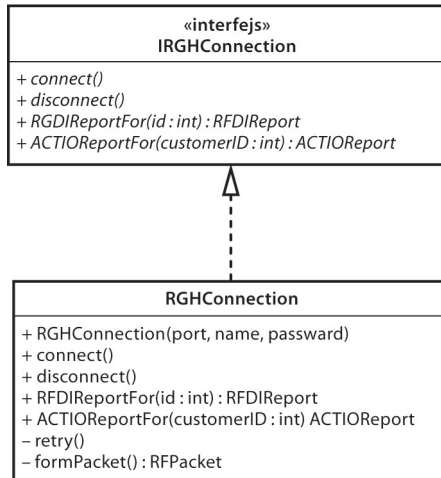 «interfejs»
IRGHConnection
+ connect()
+ disconnect()
+ RGDIReportFor(id : int) : RFDIReport
+ ACTIOReportFor(customerID : int) : ACTIOReport
RGHConnection
+ RGHConnection(port, name, passward)
+ connect()
+ disconnect()
+ RFDIReportFor(id : int) : RFDIReport
+ ACTIOReportFor(customerID : int) ACTIOReport
– retry()
– formPacket() : RFPacket